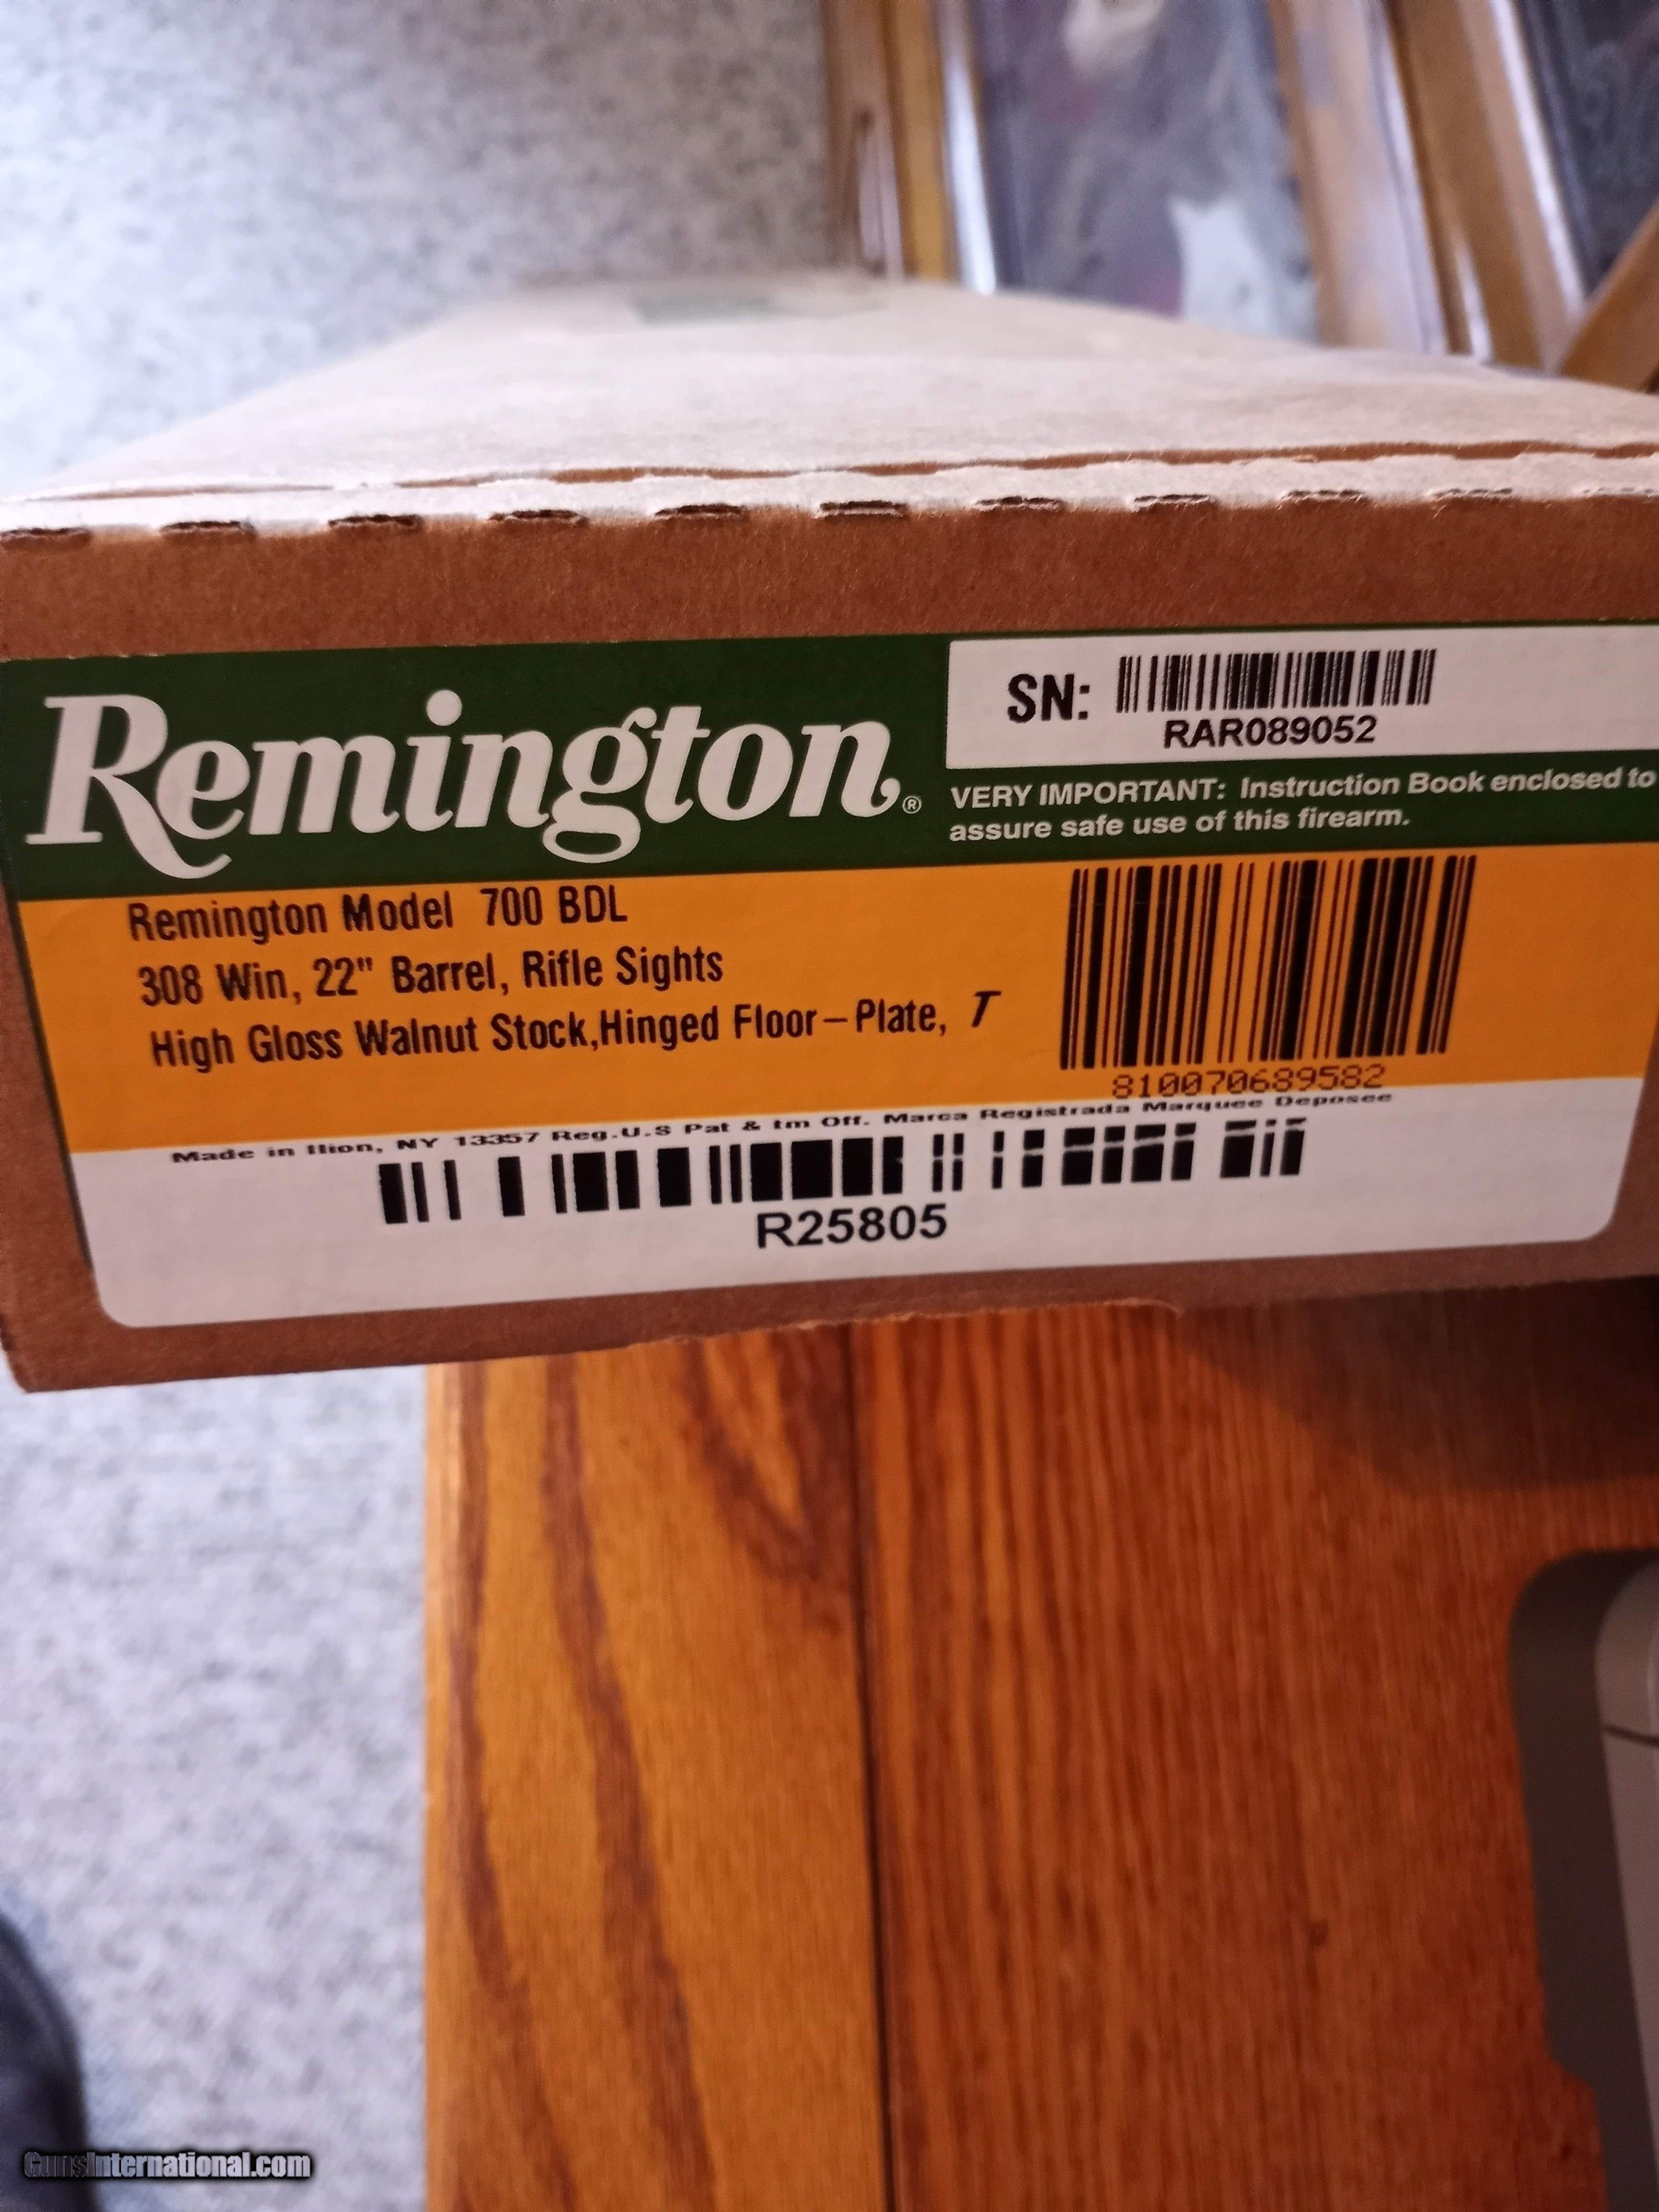 Remington®
SN:
RAR089052
VERY IMPORTANT: Instruction Book enclosed to
assure safe use of this firearm.
Remington Model 700 BDL
308 Win, 22" Barrel, Rifle Sights
High Gloss Walnut Stock,Hinged Floor–Plate, T
810070689582
Made in Ilion, NY 13357 Reg.U.S Pat & tm Off. Marca Registrada Marquee Deposee
R25805
GunsInternational.com